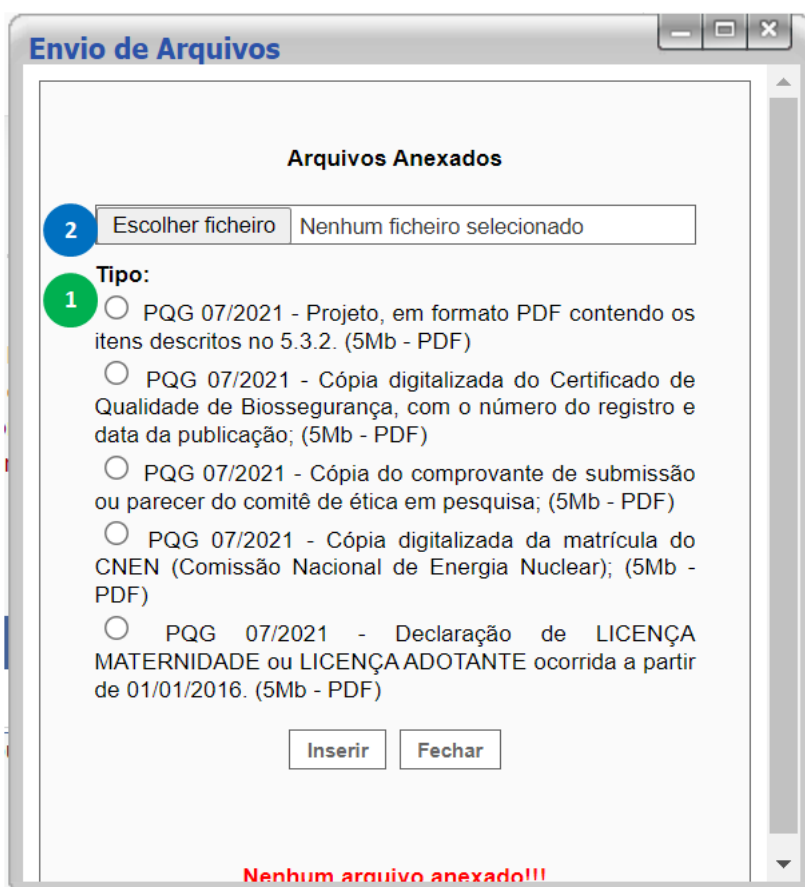 Envio de Arquivos
Arquivos Anexados
2
Escolher ficheiro Nenhum ficheiro selecionado
Tipo:
1
PQG 07/2021 - Projeto, em formato PDF contendo os
itens descritos no 5.3.2. (5Mb - PDF)
PQG 07/2021 - Cópia digitalizada do Certificado de
Qualidade de Biossegurança, com o número do registro e
data da publicação; (5Mb - PDF)
PQG 07/2021 - Cópia do comprovante de submissão
ou parecer do comitê de ética em pesquisa; (5Mb - PDF)
PQG 07/2021 - Cópia digitalizada da matrícula do
CNEN (Comissão Nacional de Energia Nuclear); (5Mb -
PDF)
PQG 07/2021 - Declaração de LICENÇA
MATERNIDADE ou LICENÇA ADOTANTE ocorrida a partir
de 01/01/2016. (5Mb - PDF)
Inserir Fechar
Nenhum arquivo anexado!!!